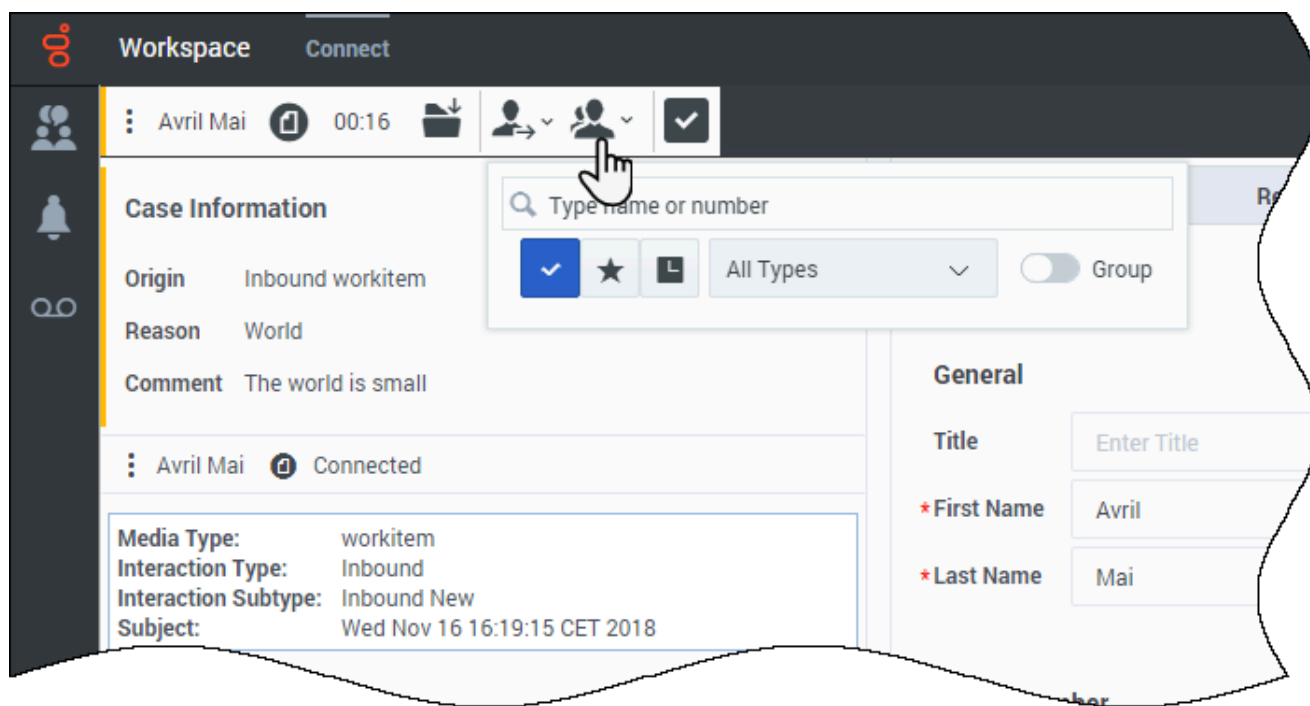 Workspace Connect
Avril Mai 00:16
Type name or number
All Types Group
Case Information
Origin Inbound workitem
Reason World
Comment The world is small
Avril Mai Connected
Media Type: workitem
Interaction Type: Inbound
Interaction Subtype: Inbound New
Subject: Wed Nov 16 16:19:15 CET 2018
General
Title Enter Title
*First Name Avril
*Last Name Mai